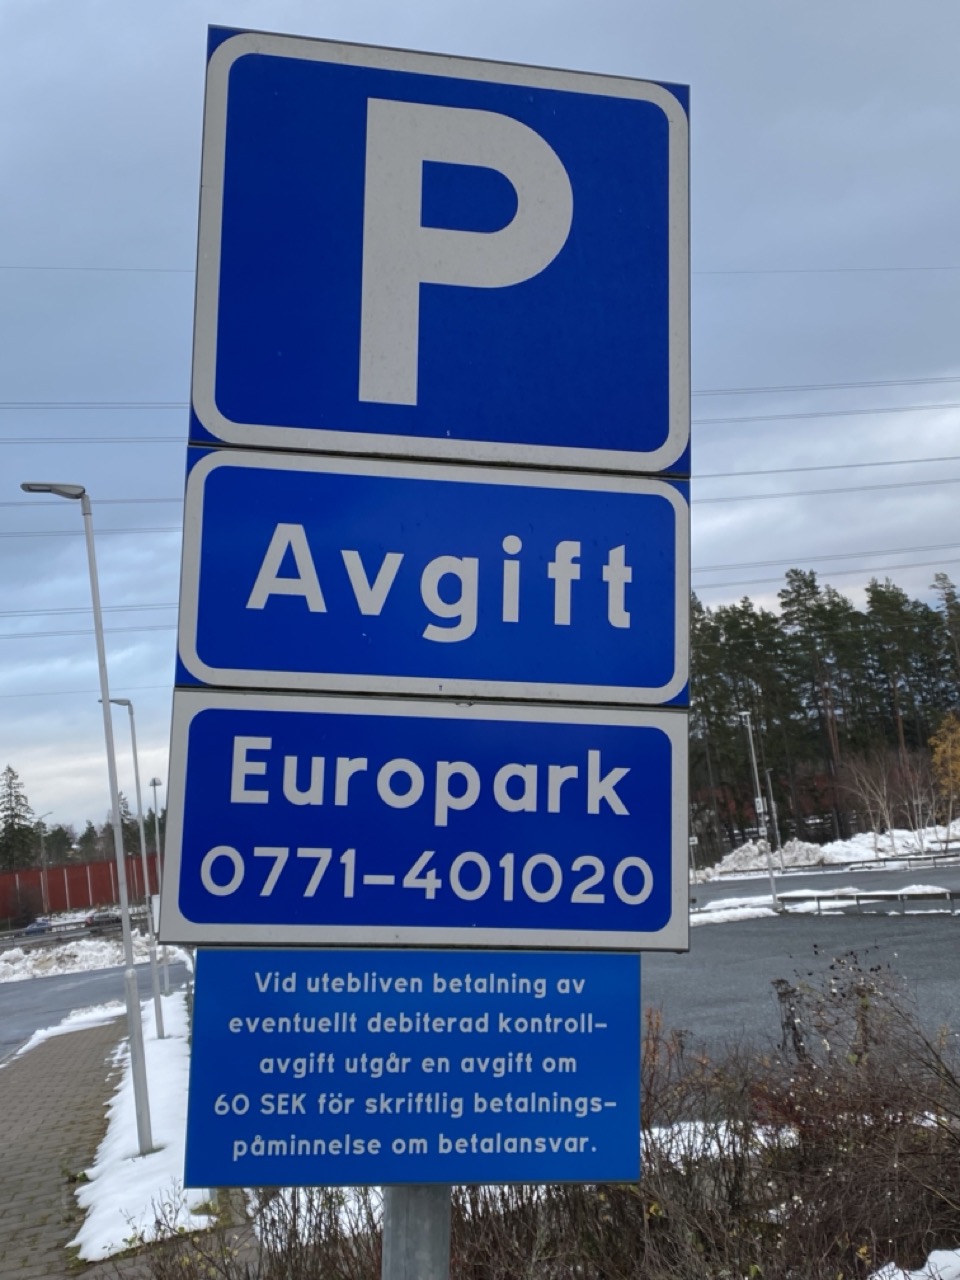 P
Avgift
Europark
0771-401020
Vid utebliven betalning av
eventuellt debiterad kontroll-
avgift utgår en avgift om
60 SEK för skriftlig betalnings-
påminnelse om betalansvar.